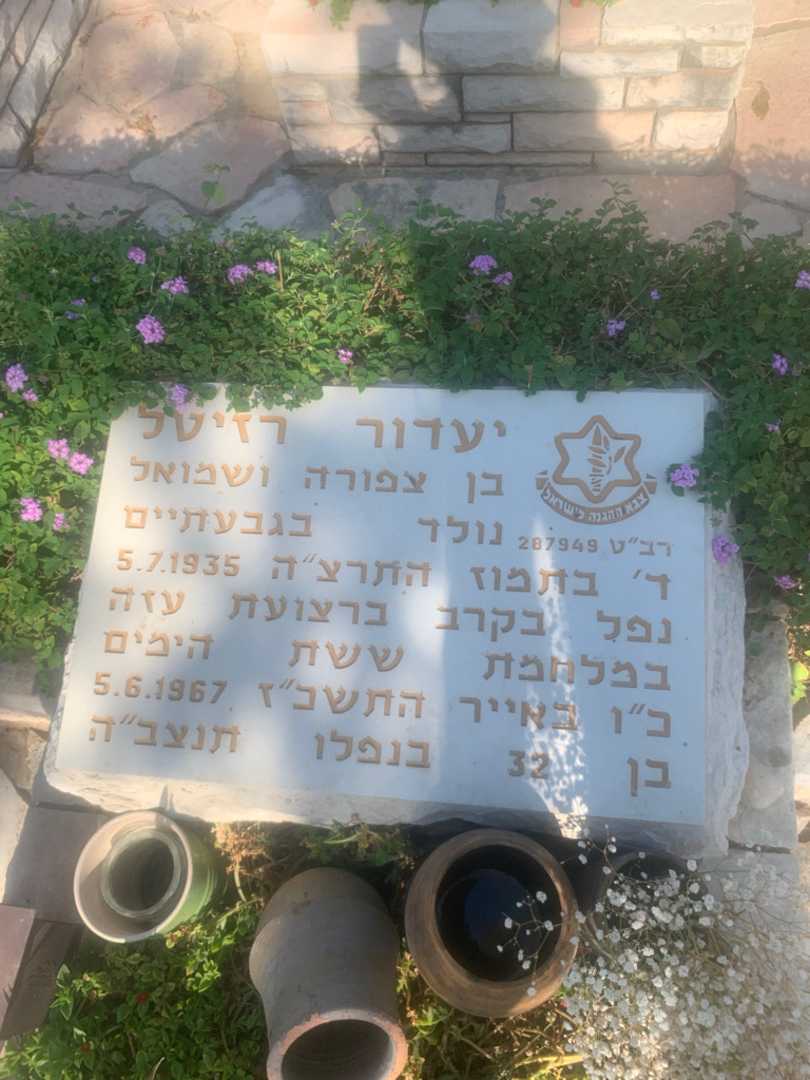 יעדור רזיטל
בן צפורה ושמואל
צבא ההגנה לישראל
רב״ט 287949 נולד בגבעתיים
ד׳ בתמוז התרצ״ה 5.7.1935
נפל בקרב ברצועת עזה
במלחמת ששת הימים
כ״ו באייר התשכ״ז 5.6.1967
בן 32 בנפלו תנצב״ה